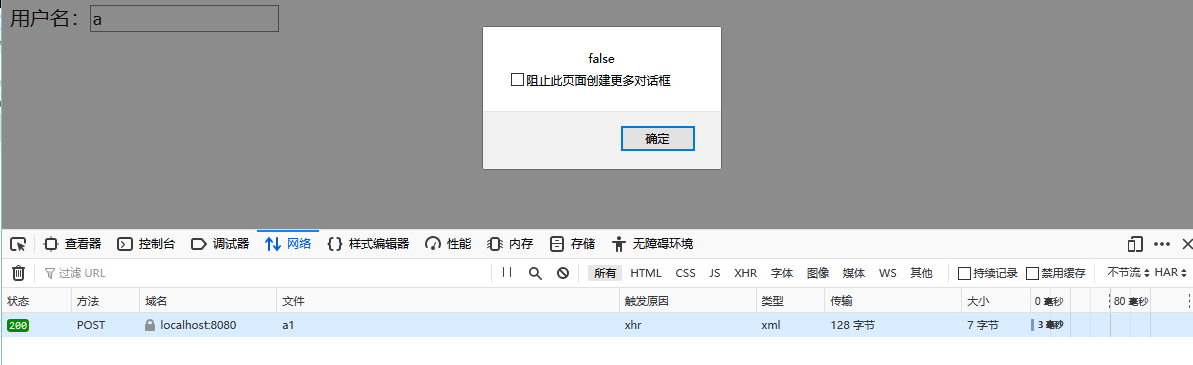 用户名：a
false
阻止此页面创建更多对话框
确定
查看器 控制台 调试器 网络 样式编辑器 性能 内存 存储 无障碍环境
过滤 URL 所有 HTML CSS JS XHR 字体 图像 媒体 WS 其他 持续记录 禁用缓存 不节流 HAR
状态 方法 域名 文件 触发原因 类型 传输 大小 0 毫秒 80 毫秒
200 POST localhost:8080 a1 xhr xml 128 字节 7 字节 3 毫秒